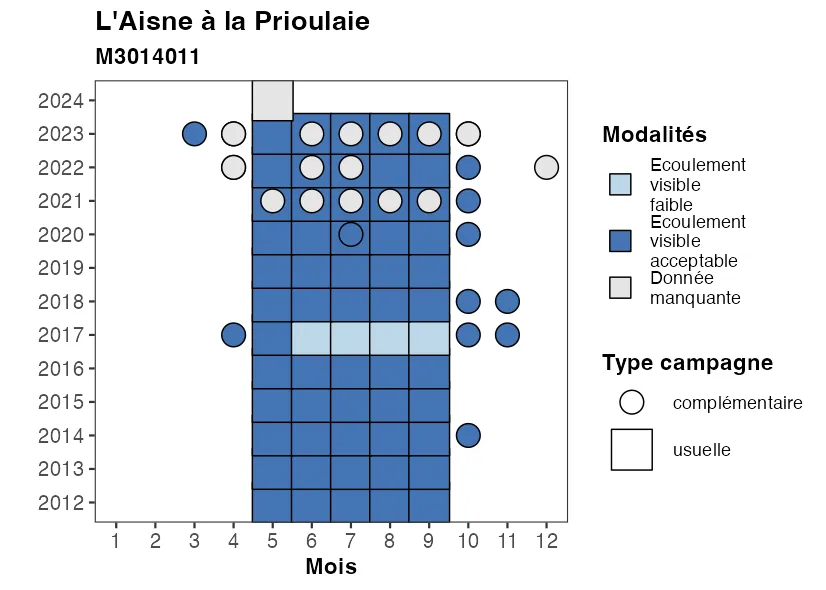 L'Aisne à la Prioulaie
M3014011
2024
2023
2022
2021
2020
2019
2018
2017
2016
2015
2014
2013
2012
1 2 3 4 5 6 7 8 9 10 11 12
Mois
Modalités
Ecoulement
visible
faible
Ecoulement
visible
acceptable
Donnée
manquante
Type campagne
complémentaire
usuelle